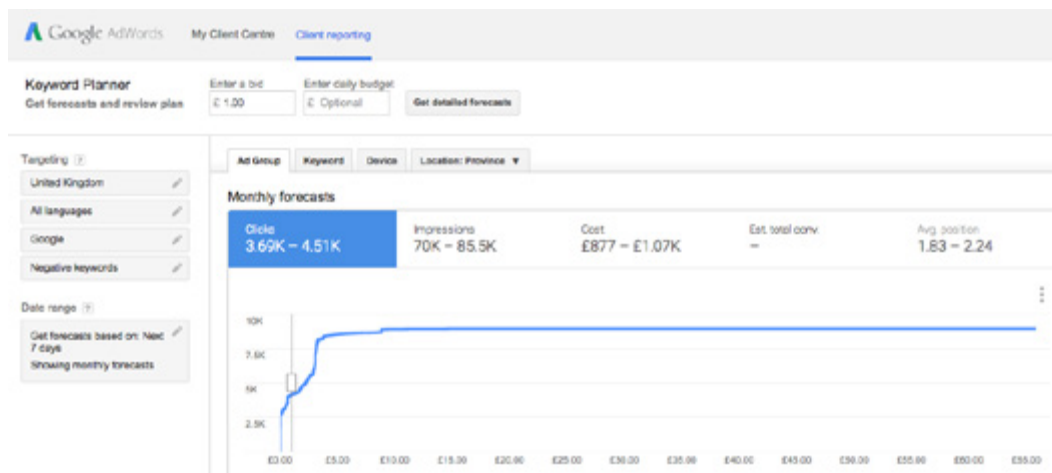 Google AdWords My Client Centre Client reporting
Keyword Planner
Get forecasts and review plan
Enter a bid Enter daily budget
£ 1.00 £ Optional Get detailed forecasts
Targeting ?
United Kingdom
All languages
Google
Negative keywords
Date range ?
Get forecasts based on: Next
7 days
Showing monthly forecasts
Ad Group Keyword Device Location: Province
Monthly forecasts
Clicks Impressions Cost Est. total conv. Avg. position
3.69K – 4.51K 70K – 85.5K £877 – £1.07K – 1.83 – 2.24
10K
7.5K
5K
2.5K
£0.00 £5.00 £10.00 £15.00 £20.00 £25.00 £30.00 £35.00 £40.00 £45.00 £50.00 £55.00 £60.00 £65.00